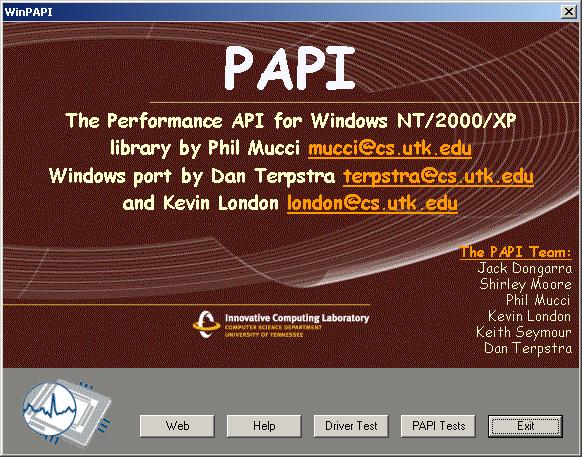 WinPAPI
PAPI
The Performance API for Windows NT/2000/XP
library by Phil Mucci mucci@cs.utk.edu
Windows port by Dan Terpstra terpstra@cs.utk.edu
and Kevin London london@cs.utk.edu
The PAPI Team:
Jack Dongarra
Shirley Moore
Phil Mucci
Kevin London
Keith Seymour
Dan Terpstra
Innovative Computing Laboratory
COMPUTER SCIENCE DEPARTMENT
UNIVERSITY OF TENNESSEE
Web Help Driver Test PAPI Tests Exit